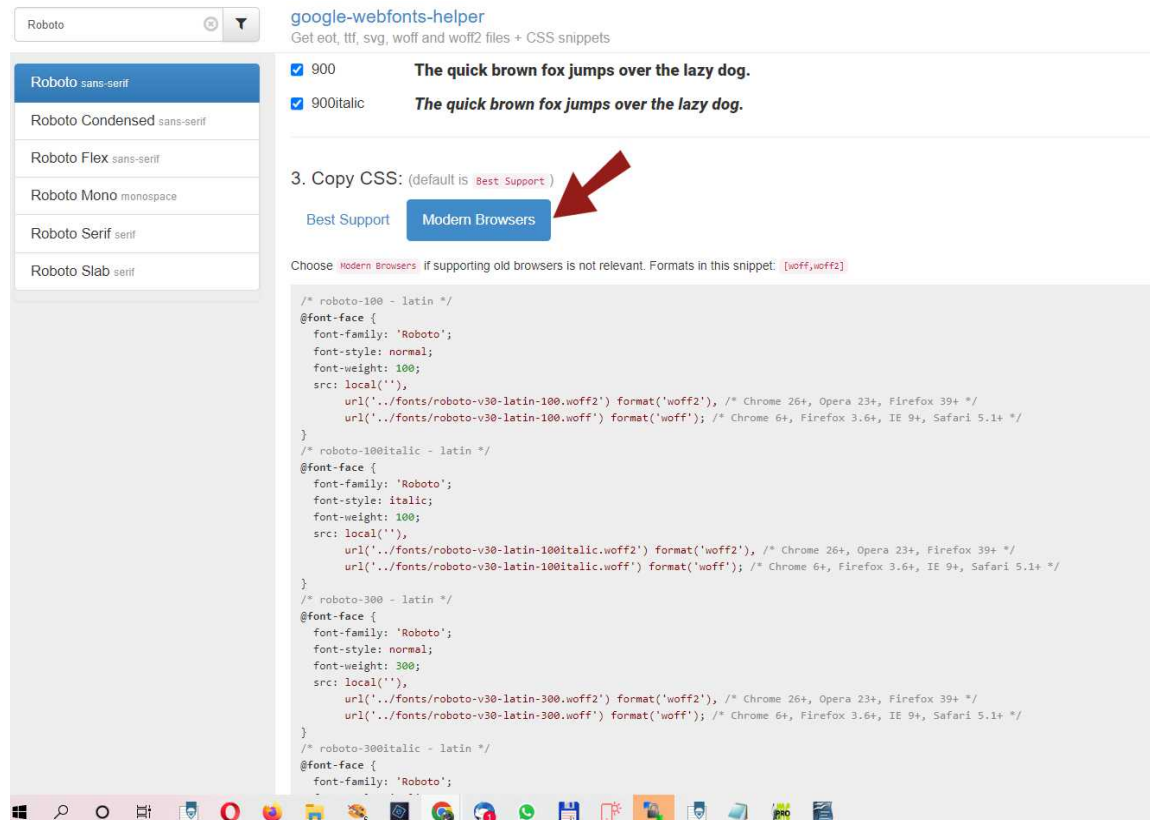 Roboto
google-webfonts-helper
Get eot, ttf, svg, woff and woff2 files + CSS snippets
Roboto sans-serif
Roboto Condensed sans-serif
Roboto Flex sans-serif
Roboto Mono monospace
Roboto Serif serif
Roboto Slab serif
900 The quick brown fox jumps over the lazy dog.
900italic The quick brown fox jumps over the lazy dog.
3. Copy CSS: (default is Best Support )
Best Support Modern Browsers
Choose Modern Browsers if supporting old browsers is not relevant. Formats in this snippet: [woff,woff2]
/* roboto-100 - latin */
@font-face {
font-family: 'Roboto';
font-style: normal;
font-weight: 100;
src: local(''),
url('../fonts/roboto-v30-latin-100.woff2') format('woff2'), /* Chrome 26+, Opera 23+, Firefox 39+ */
url('../fonts/roboto-v30-latin-100.woff') format('woff'); /* Chrome 6+, Firefox 3.6+, IE 9+, Safari 5.1+ */
}
/* roboto-100italic - latin */
@font-face {
font-family: 'Roboto';
font-style: italic;
font-weight: 100;
src: local(''),
url('../fonts/roboto-v30-latin-100italic.woff2') format('woff2'), /* Chrome 26+, Opera 23+, Firefox 39+ */
url('../fonts/roboto-v30-latin-100italic.woff') format('woff'); /* Chrome 6+, Firefox 3.6+, IE 9+, Safari 5.1+ */
}
/* roboto-300 - latin */
@font-face {
font-family: 'Roboto';
font-style: normal;
font-weight: 300;
src: local(''),
url('../fonts/roboto-v30-latin-300.woff2') format('woff2'), /* Chrome 26+, Opera 23+, Firefox 39+ */
url('../fonts/roboto-v30-latin-300.woff') format('woff'); /* Chrome 6+, Firefox 3.6+, IE 9+, Safari 5.1+ */
}
/* roboto-300italic - latin */
@font-face {
font-family: 'Roboto';
PRO